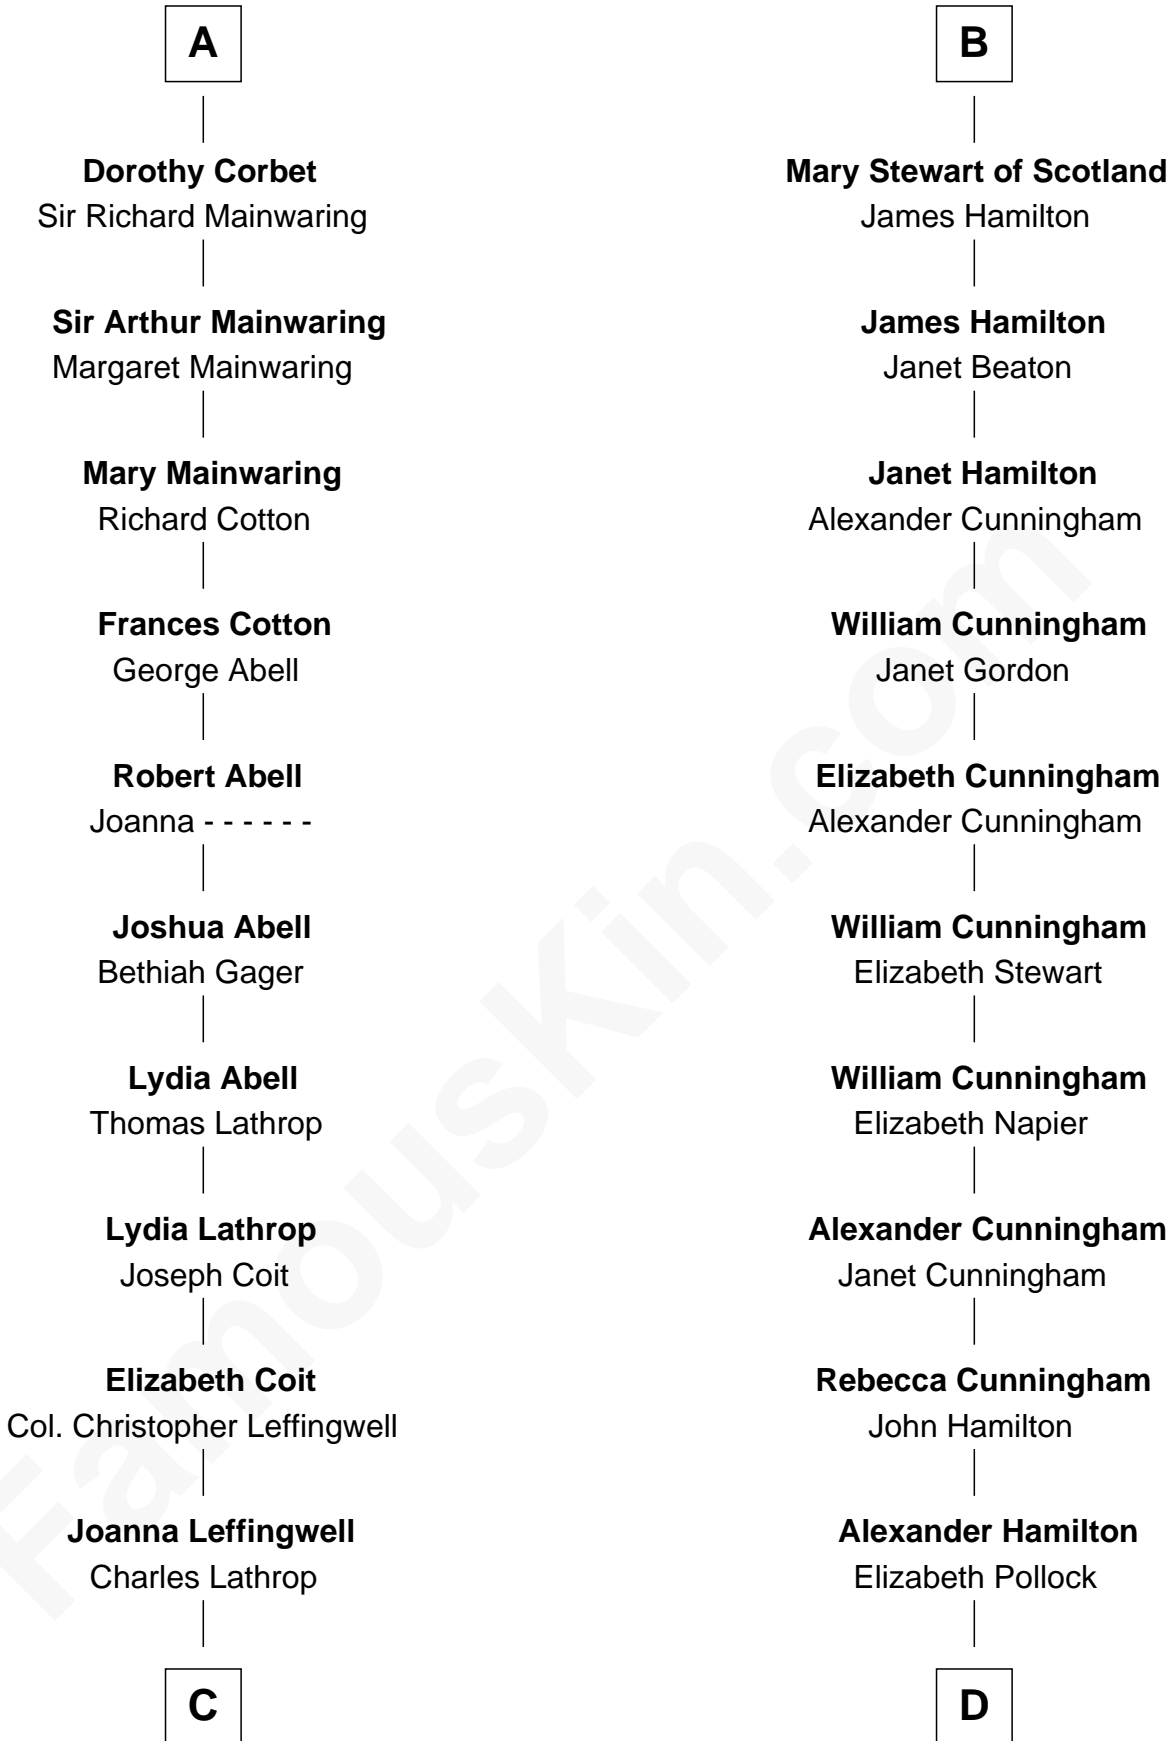 A
Dorothy Corbet
Sir Richard Mainwaring
Sir Arthur Mainwaring
Margaret Mainwaring
Mary Mainwaring
Richard Cotton
Frances Cotton
George Abell
Robert Abell
Joanna - - - - - -
Joshua Abell
Bethiah Gager
Lydia Abell
Thomas Lathrop
Lydia Lathrop
Joseph Coit
Elizabeth Coit
Col. Christopher Leffingwell
Joanna Leffingwell
Charles Lathrop
C
B
Mary Stewart of Scotland
James Hamilton
James Hamilton
Janet Beaton
Janet Hamilton
Alexander Cunningham
William Cunningham
Janet Gordon
Elizabeth Cunningham
Alexander Cunningham
William Cunningham
Elizabeth Stewart
William Cunningham
Elizabeth Napier
Alexander Cunningham
Janet Cunningham
Rebecca Cunningham
John Hamilton
Alexander Hamilton
Elizabeth Pollock
D
FamousKin.com